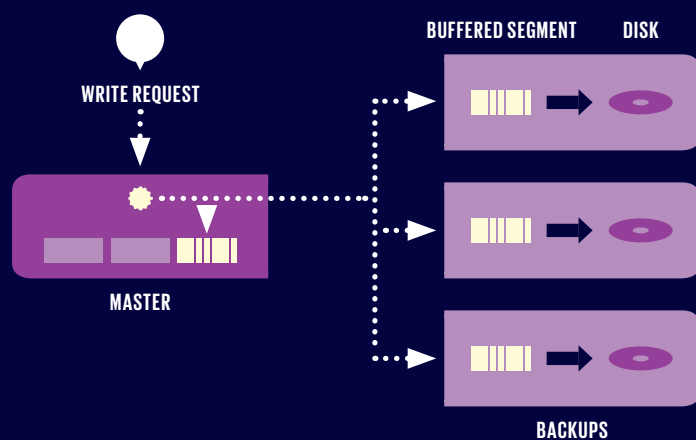 BUFFERED SEGMENT
DISK
WRITE REQUEST
MASTER
BACKUPS